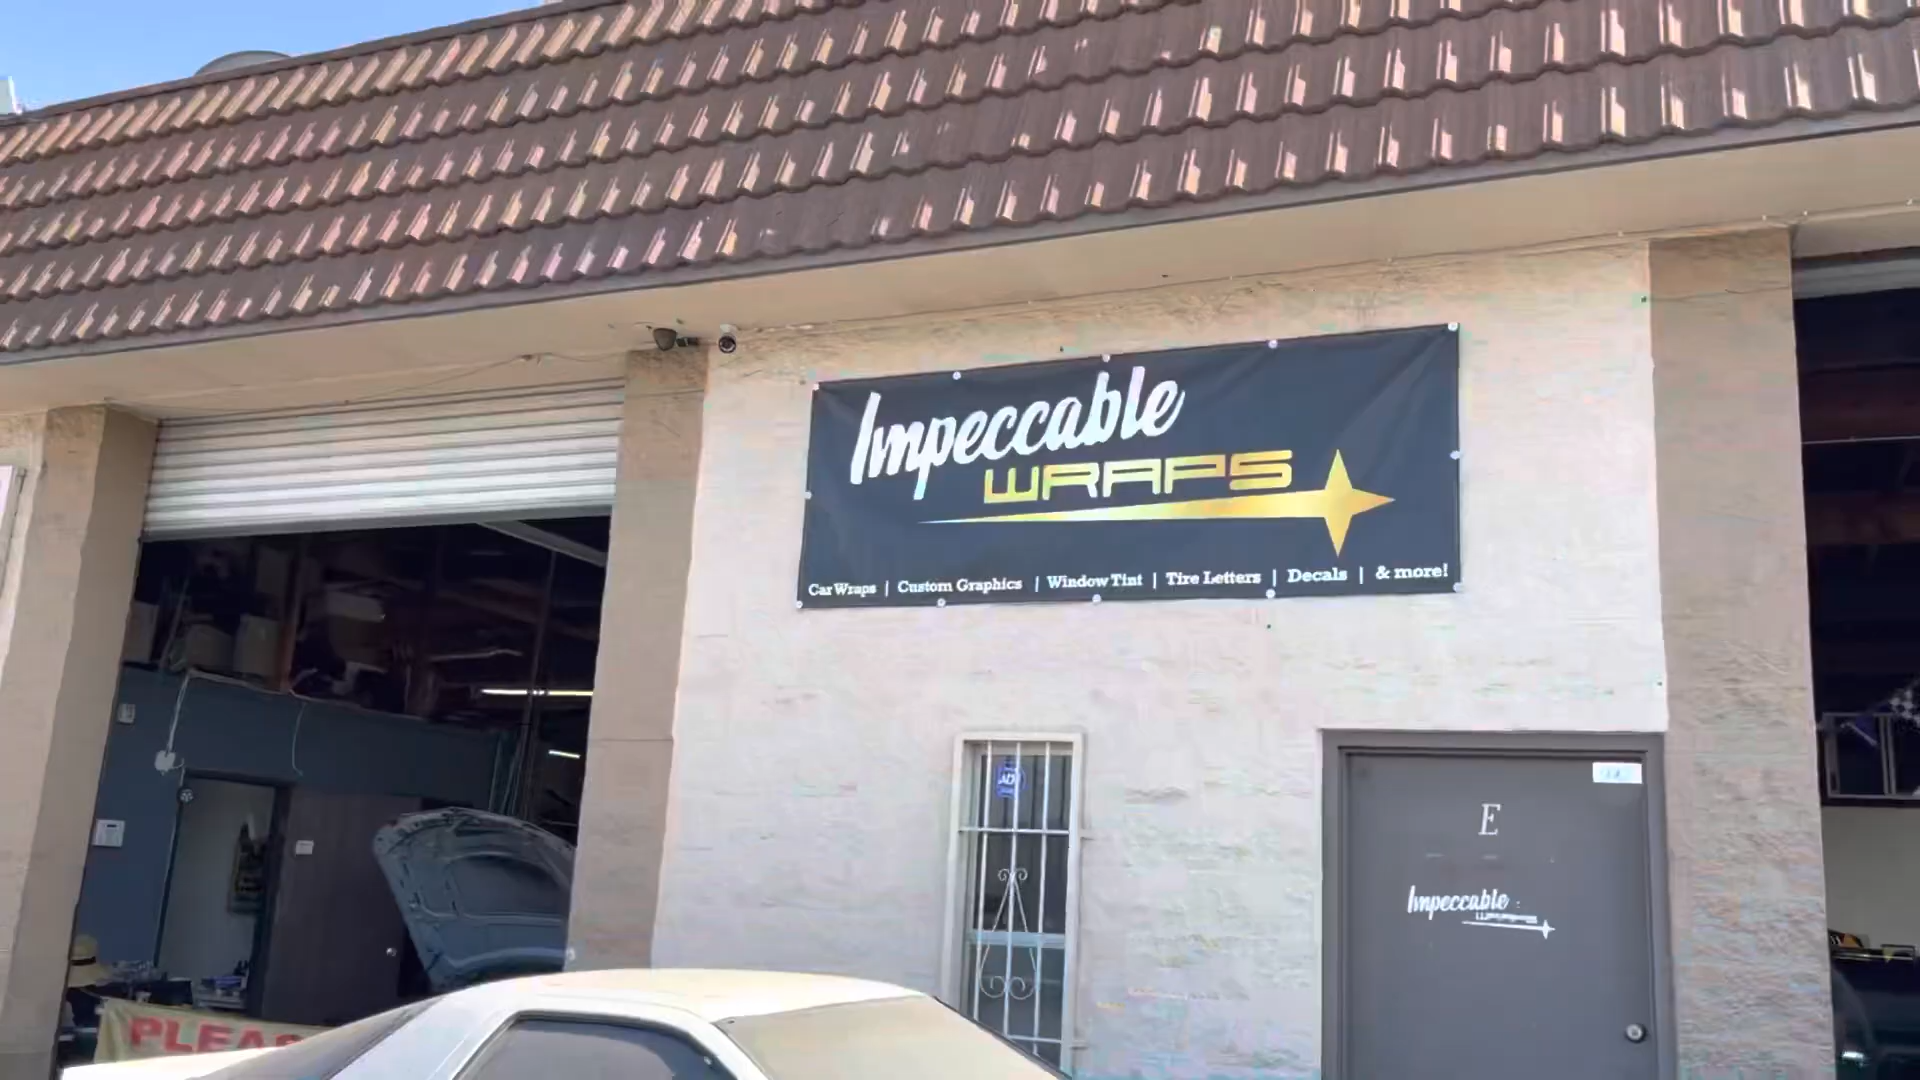 Impeccable
WRAPS
Car Wraps | Custom Graphics | Window Tint | Tire Letters | Decals | & more!
E
Impeccable
PLEAS